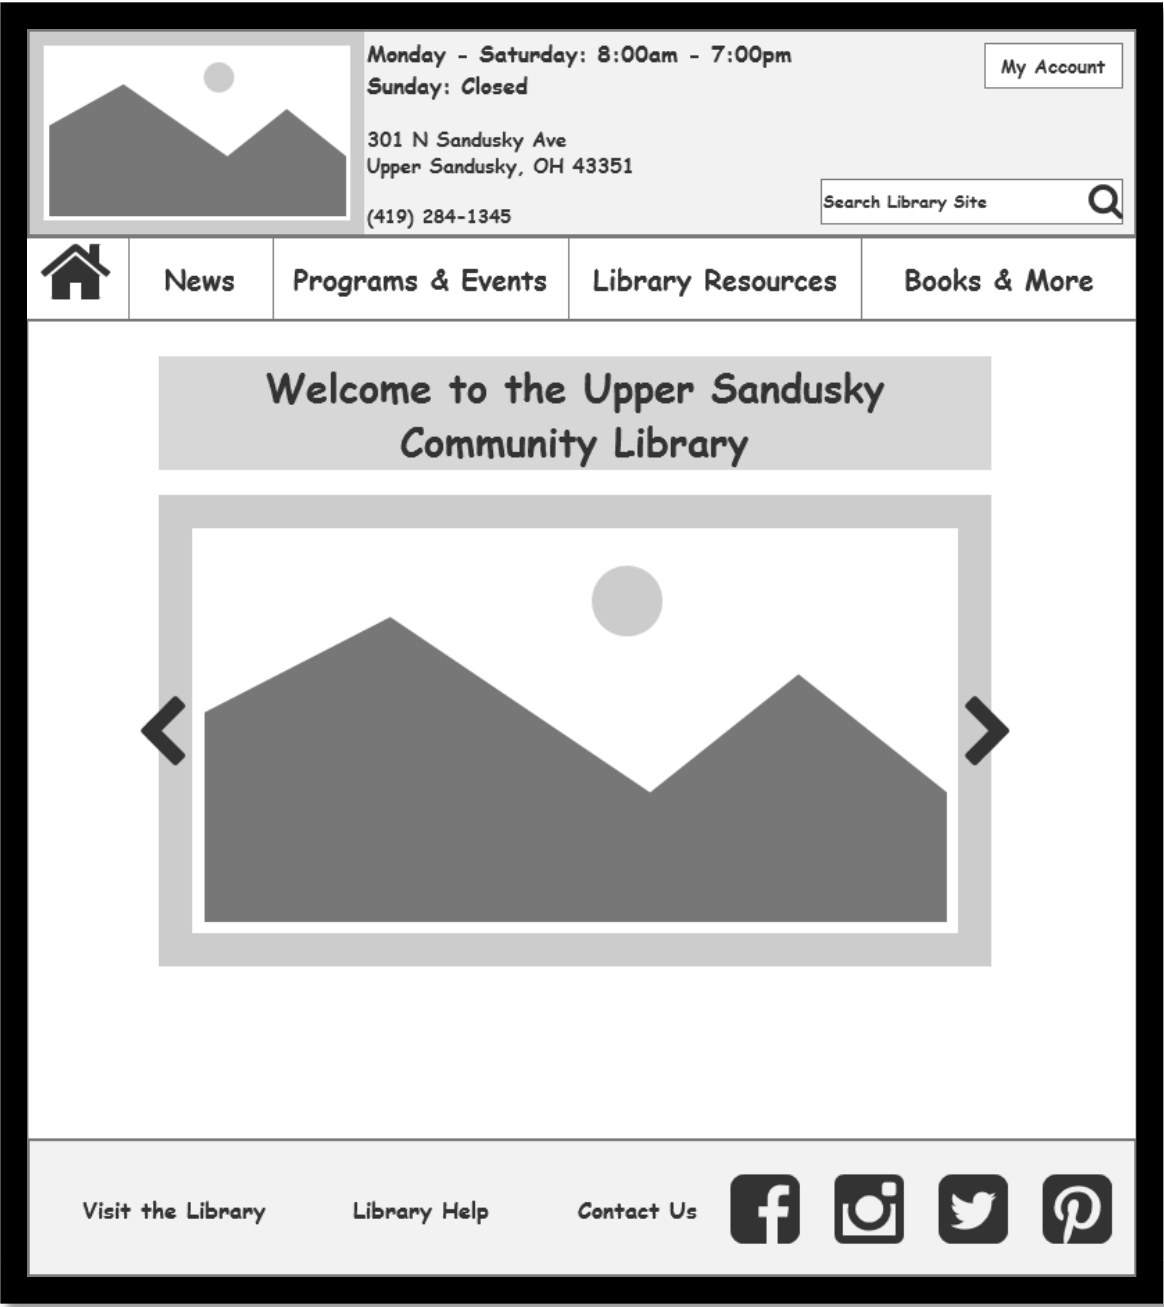 Monday - Saturday: 8:00am - 7:00pm
Sunday: Closed
301 N Sandusky Ave
Upper Sandusky, OH 43351
(419) 284-1345
My Account
Search Library Site
News
Programs & Events
Library Resources
Books & More
Welcome to the Upper Sandusky
Community Library
Visit the Library
Library Help
Contact Us